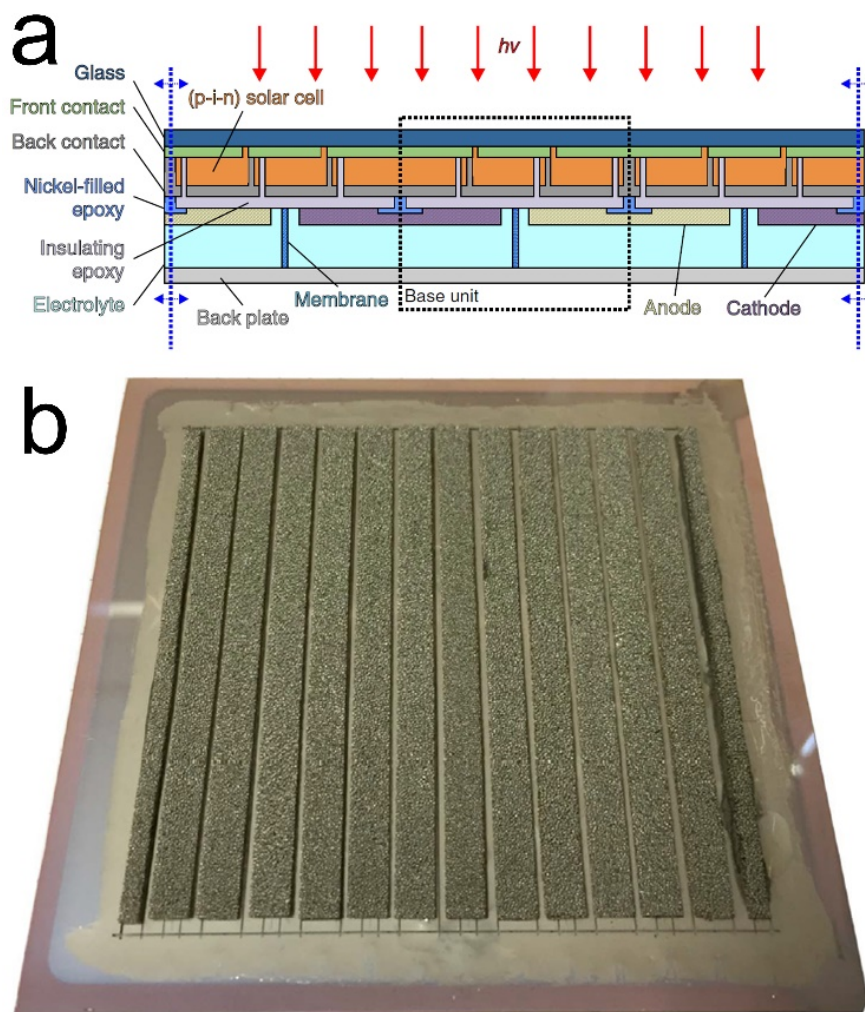 a
hv
Glass
Front contact
(p-i-n) solar cell
Back contact
Nickel-filled
epoxy
Insulating
epoxy
Electrolyte
Membrane
Base unit
Anode
Cathode
Back plate
b